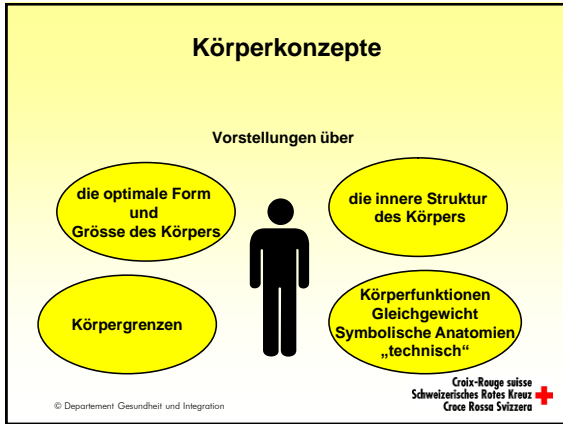 Körperkonzepte
Vorstellungen über
die optimale Form
und
Grösse des Körpers
die innere Struktur
des Körpers
Körpergrenzen
Körperfunktionen
Gleichgewicht
Symbolische Anatomien
„technisch“
© Departement Gesundheit und Integration
Croix-Rouge suisse
Schweizerisches Rotes Kreuz
Croce Rossa Svizzera